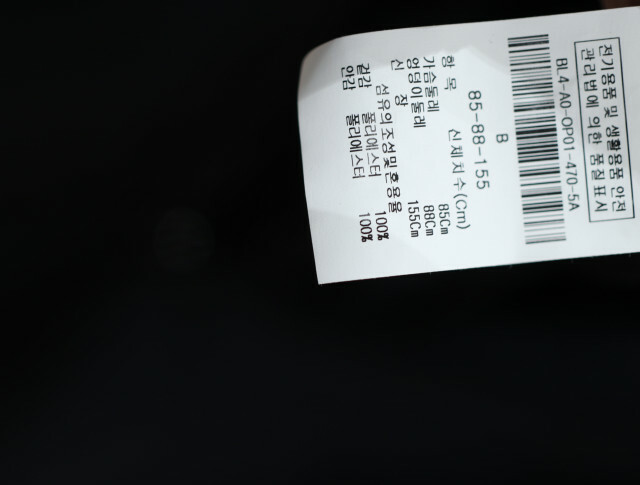 전기용품 및 생활용품 안전
관리법에 의한 품질표시
BL4-A0-OP01-470-5A
B
85-88-155
항 목 신체치수(Cm)
가슴둘레 85Cm
엉덩이둘레 88Cm
신 장 155Cm
섬유의조성및혼용율
겉감 폴리에스터 100%
안감 폴리에스터 100%